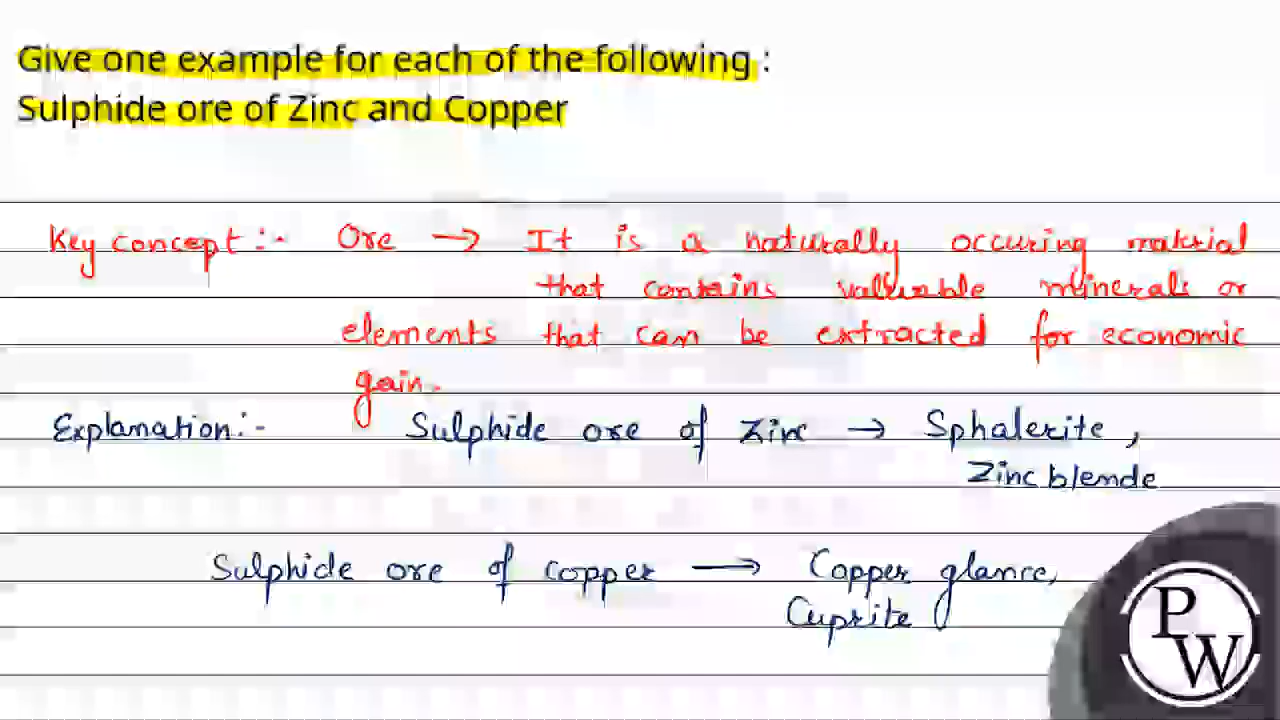 Give one example for each of the following :
Sulphide ore of Zinc and Copper
Key concept :- Ore → It is a naturally occuring material
that contains valuable minerals or
elements that can be extracted for economic
gain.
Explanation :- Sulphide ore of Zinc → Sphalerite ,
Zinc blende
Sulphide ore of copper → Copper glance,
Cuprite
P
W